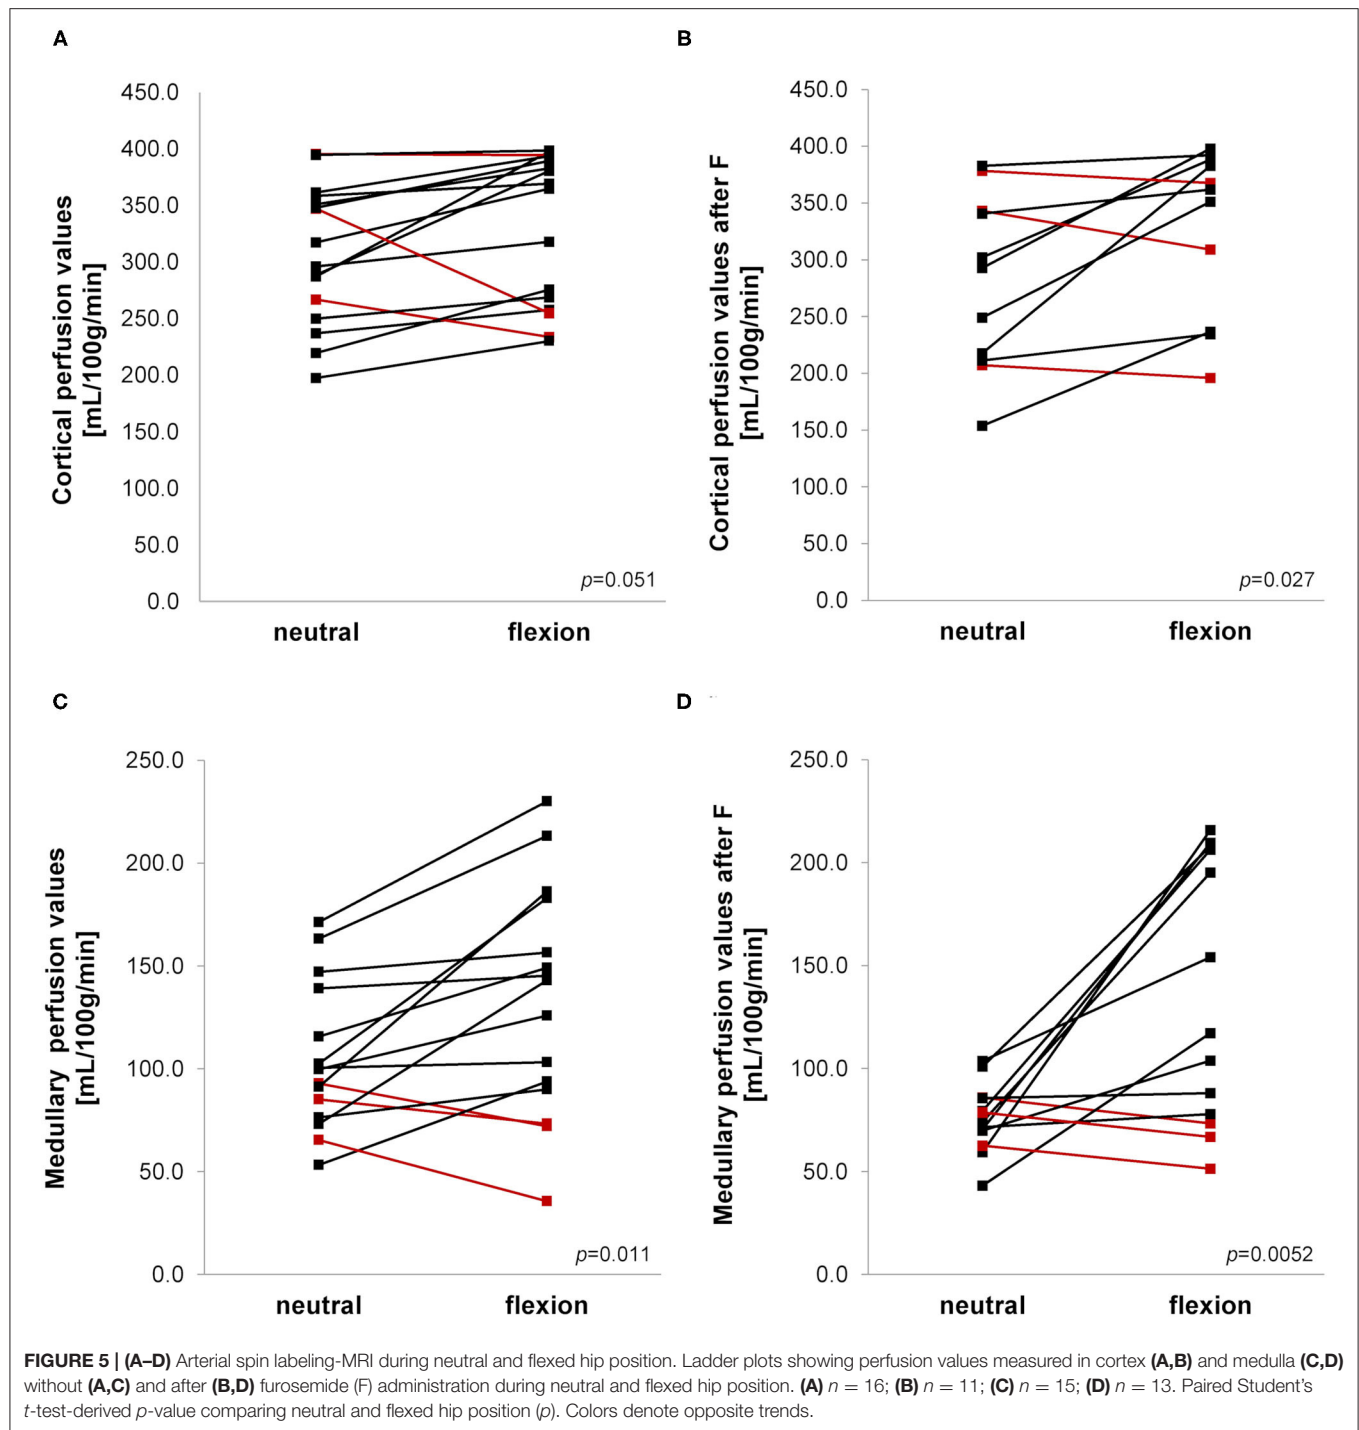 A
B
450.0
400.0
350.0
300.0
250.0
200.0
150.0
100.0
50.0
0.0
Cortical perfusion values
[mL/100g/min]
p=0.051
neutral flexion
450.0
400.0
350.0
300.0
250.0
200.0
150.0
100.0
50.0
0.0
Cortical perfusion values after F
[mL/100g/min]
p=0.027
neutral flexion
C
D
250.0
200.0
150.0
100.0
50.0
0.0
Medullary perfusion values
[mL/100g/min]
p=0.011
neutral flexion
250.0
200.0
150.0
100.0
50.0
0.0
Medullary perfusion values after F
[mL/100g/min]
p=0.0052
neutral flexion
FIGURE 5 | (A–D) Arterial spin labeling-MRI during neutral and flexed hip position. Ladder plots showing perfusion values measured in cortex (A,B) and medulla (C,D)
without (A,C) and after (B,D) furosemide (F) administration during neutral and flexed hip position. (A) n = 16; (B) n = 11; (C) n = 15; (D) n = 13. Paired Student's
t-test-derived p-value comparing neutral and flexed hip position (p). Colors denote opposite trends.